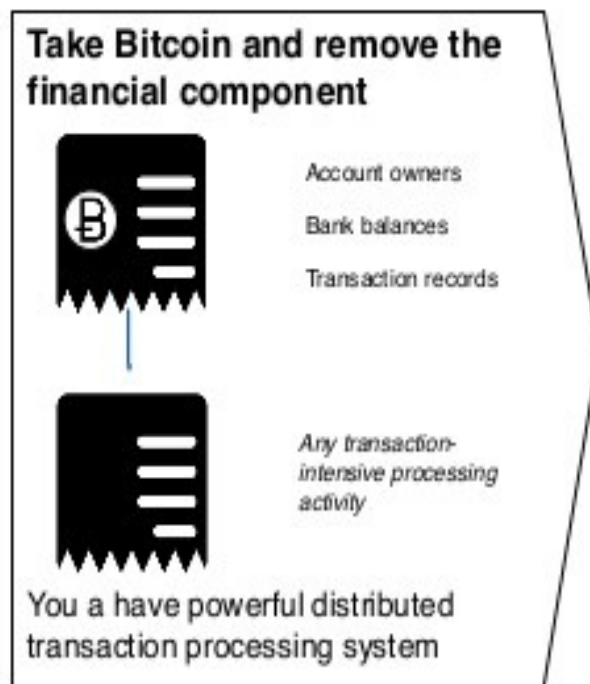 Take Bitcoin and remove the
financial component
Account owners
Bank balances
Transaction records
Any transaction-
intensive processing
activity
You a have powerful distributed
transaction processing system